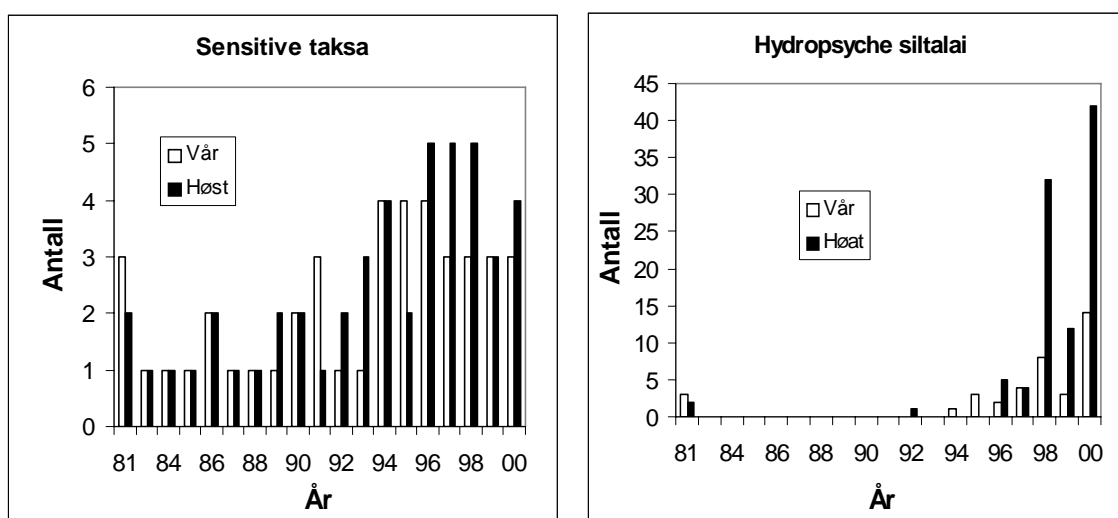 Sensitive taksa
6
5
4
3
2
1
0
Antall
Vår
Høst
81 84 86 88 90 92 94 96 98 00
År
Hydropsyche siltalai
45
40
35
30
25
20
15
10
5
0
Antall
Vår
Høat
81 84 86 88 90 92 94 96 98 00
År